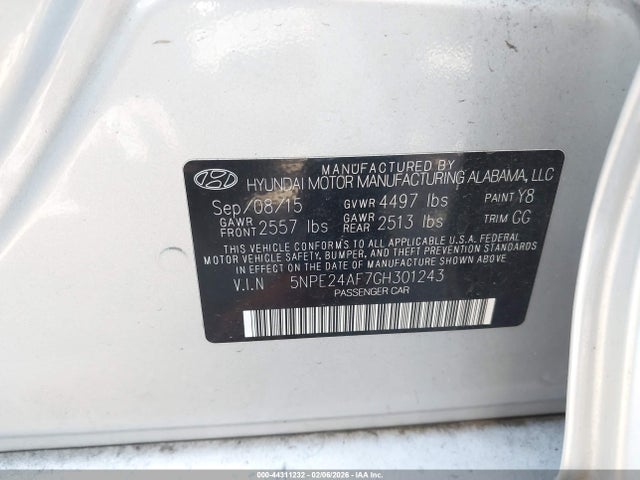 MANUFACTURED BY
HYUNDAI MOTOR MANUFACTURING ALABAMA, LLC
Sep/08/15 GVWR 4497 lbs PAINT Y8
GAWR FRONT 2557 lbs GAWR REAR 2513 lbs TRIM GG
THIS VEHICLE CONFORMS TO ALL APPLICABLE U.S.A. FEDERAL
MOTOR VEHICLE SAFETY, BUMPER, AND THEFT PREVENTION STANDARDS
IN EFFECT ON THE DATE OF MANUFACTURE SHOWN ABOVE.
V.I.N 5NPE24AF7GH301243
PASSENGER CAR
000-44311232 - 02/06/2026 - IAA Inc.